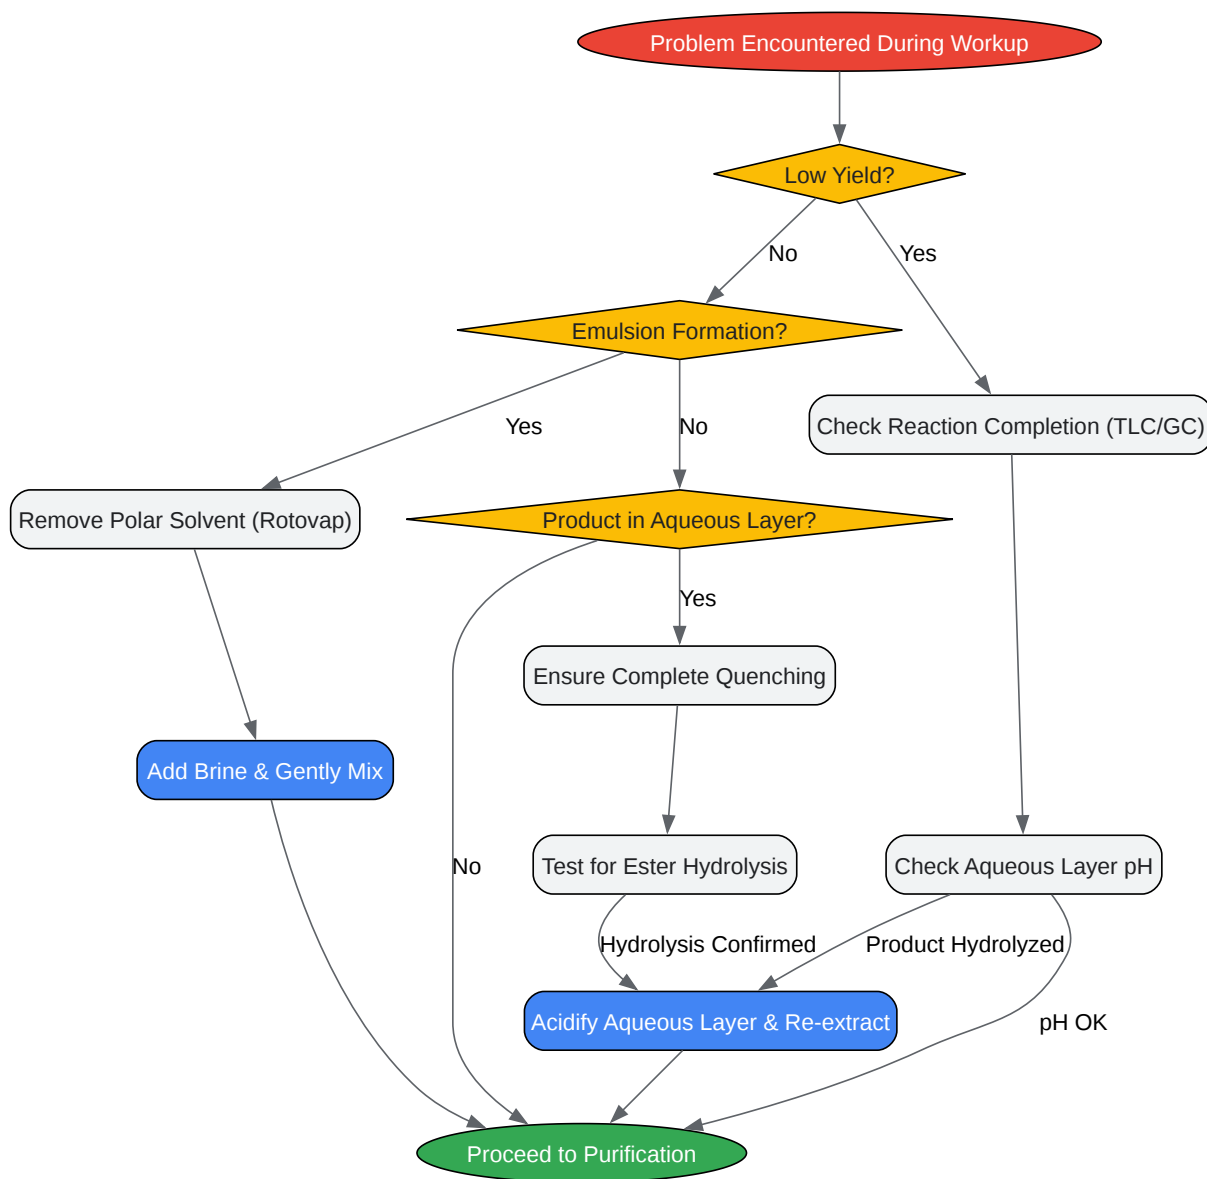 Problem Encountered During Workup
Low Yield?
No
Yes
Emulsion Formation?
Check Reaction Completion (TLC/GC)
Yes
No
Remove Polar Solvent (Rotovap)
Product in Aqueous Layer?
Yes
Ensure Complete Quenching
Add Brine & Gently Mix
No
Test for Ester Hydrolysis
Check Aqueous Layer pH
Hydrolysis Confirmed
Product Hydrolyzed
Acidify Aqueous Layer & Re-extract
pH OK
Proceed to Purification